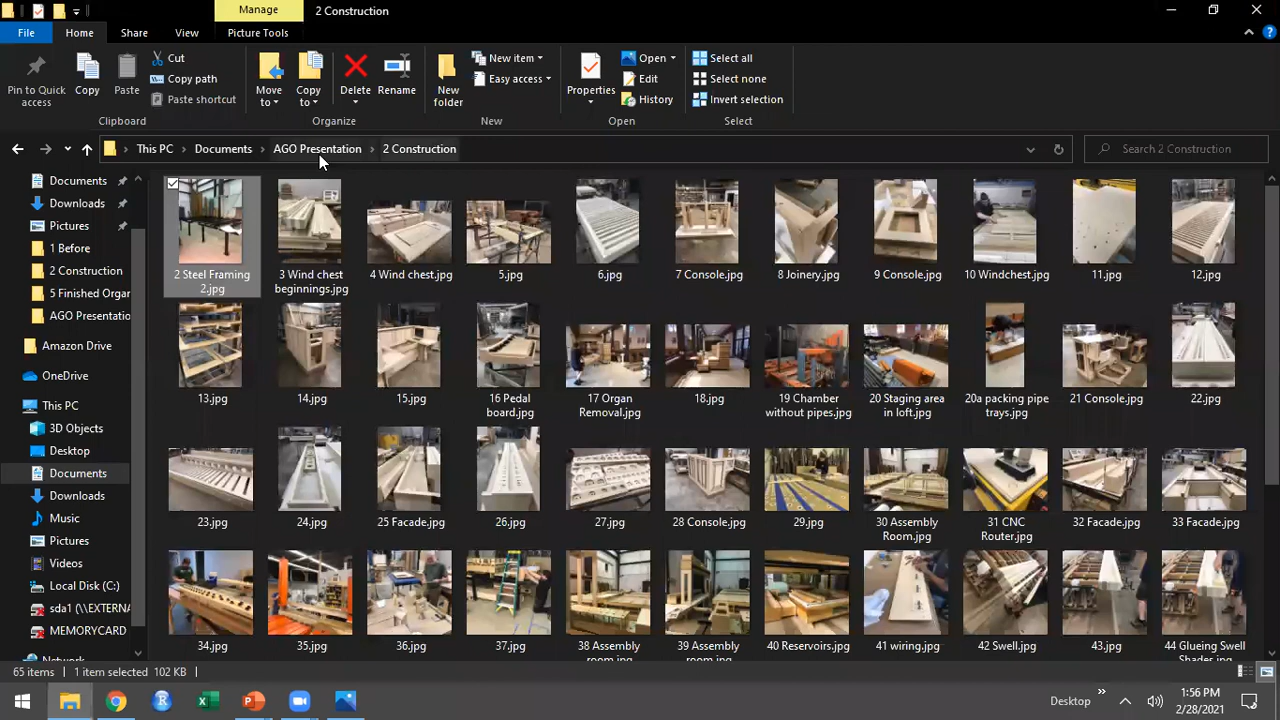 Manage
2 Construction
File
Home
Share
View
Picture Tools
Pin to Quick access
Copy
Paste
Cut
Copy path
Paste shortcut
Clipboard
Move to
Copy to
Delete
Rename
Organize
New folder
New item
Easy access
New
Properties
Open
Edit
History
Open
Select all
Select none
Invert selection
Select
This PC > Documents > AGO Presentation > 2 Construction
Search 2 Construction
Documents
Downloads
Pictures
1 Before
2 Construction
5 Finished Organ
AGO Presentatio
Amazon Drive
OneDrive
This PC
3D Objects
Desktop
Documents
Downloads
Music
Pictures
Videos
Local Disk (C:)
sda1 (\\EXTERNA
MEMORYCARD
2 Steel Framing 2.jpg
3 Wind chest beginnings.jpg
4 Wind chest.jpg
5.jpg
6.jpg
7 Console.jpg
8 Joinery.jpg
9 Console.jpg
10 Windchest.jpg
11.jpg
12.jpg
13.jpg
14.jpg
15.jpg
16 Pedal board.jpg
17 Organ Removal.jpg
18.jpg
19 Chamber without pipes.jpg
20 Staging area in loft.jpg
20a packing pipe trays.jpg
21 Console.jpg
22.jpg
23.jpg
24.jpg
25 Facade.jpg
26.jpg
27.jpg
28 Console.jpg
29.jpg
30 Assembly Room.jpg
31 CNC Router.jpg
32 Facade.jpg
33 Facade.jpg
34.jpg
35.jpg
36.jpg
37.jpg
38 Assembly room.jpg
39 Assembly room.jpg
40 Reservoirs.jpg
41 wiring.jpg
42 Swell.jpg
43.jpg
44 Glueing Swell Shades.jpg
65 items
1 item selected 102 KB
Desktop
1:56 PM
2/28/2021